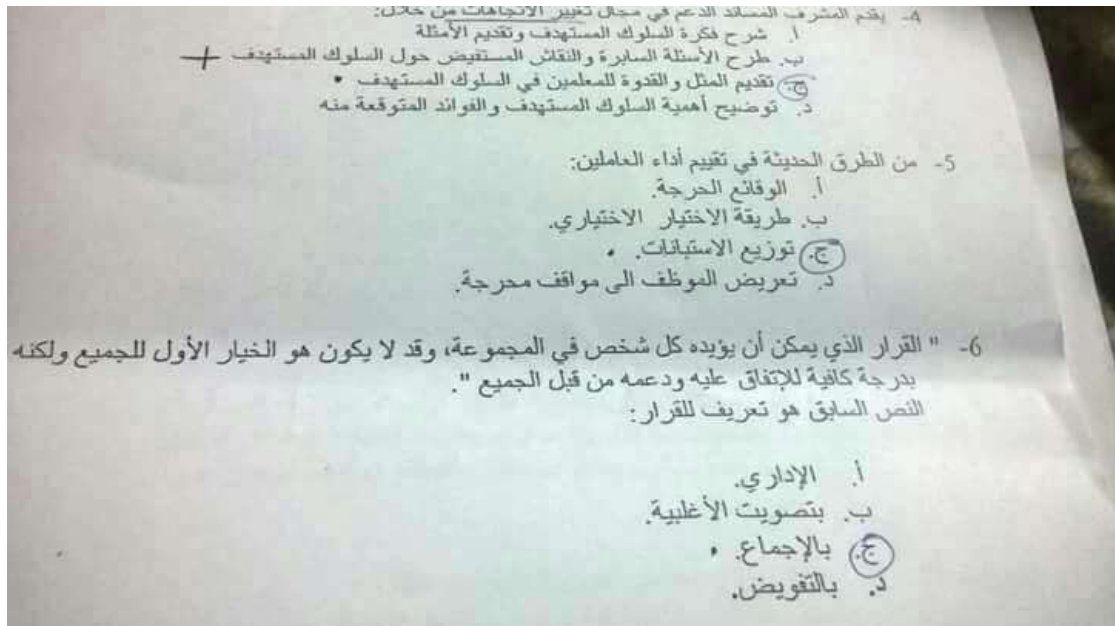 4- يقدم المشرف المساند الدعم في مجال تغيير الاتجاهات من خلال:
أ. شرح فكرة السلوك المستهدف وتقديم الأمثلة
ب. طرح الأسئلة السابرة والنقاش المستفيض حول السلوك المستهدف
ج. تقديم المثل والقدوة للمعلمين في السلوك المستهدف
د. توضيح أهمية السلوك المستهدف والفوائد المتوقعة منه
5- من الطرق الحديثة في تقييم أداء العاملين:
أ. الوقائع الحرجة.
ب. طريقة الاختيار الاختياري.
ج. توزيع الاستبانات.
د. تعريض الموظف الى مواقف محرجة.
6- " القرار الذي يمكن أن يؤيده كل شخص في المجموعة، وقد لا يكون هو الخيار الأول للجميع ولكنه
بدرجة كافية للإتفاق عليه ودعمه من قبل الجميع ".
النص السابق هو تعريف للقرار:
أ. الإداري.
ب. بتصويت الأغلبية.
ج. بالإجماع.
د. بالتفويض.